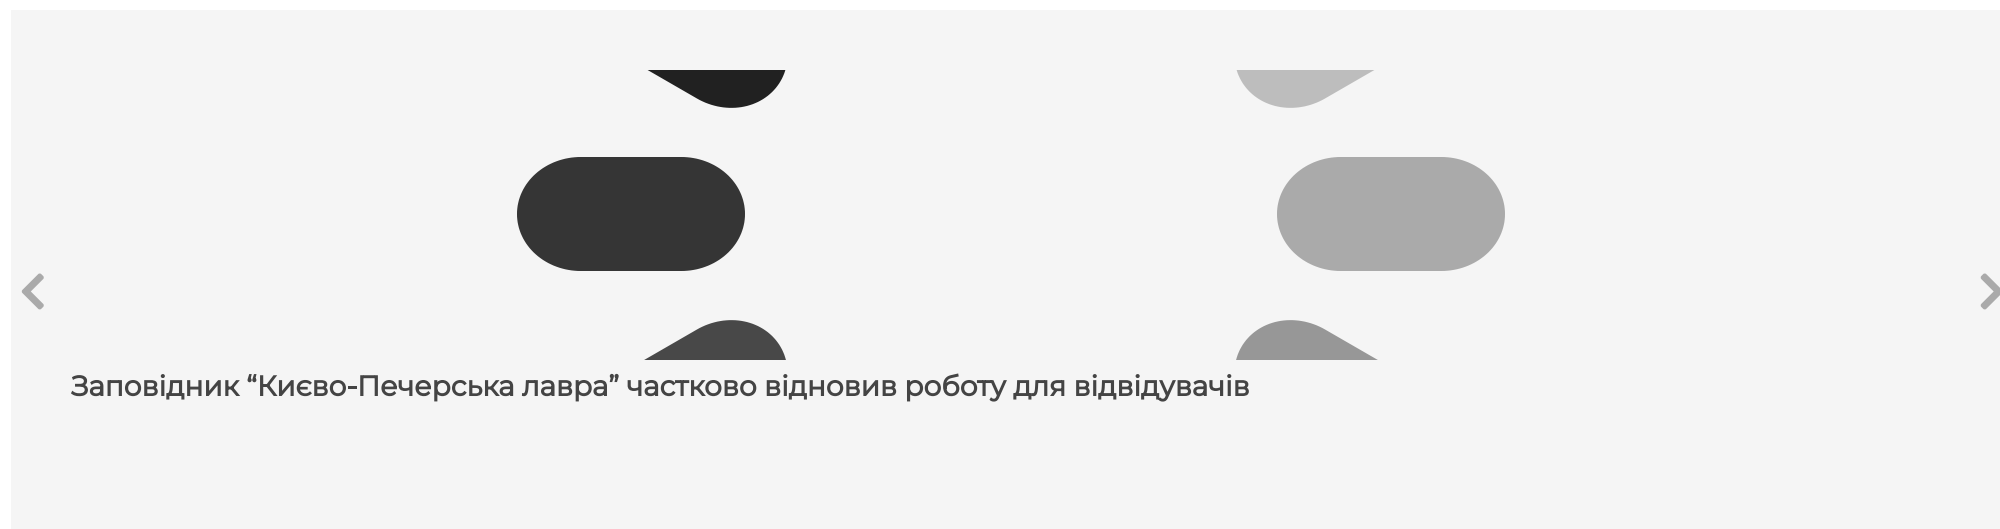 Заповідник “Києво-Печерська лавра” частково відновив роботу для відвідувачів